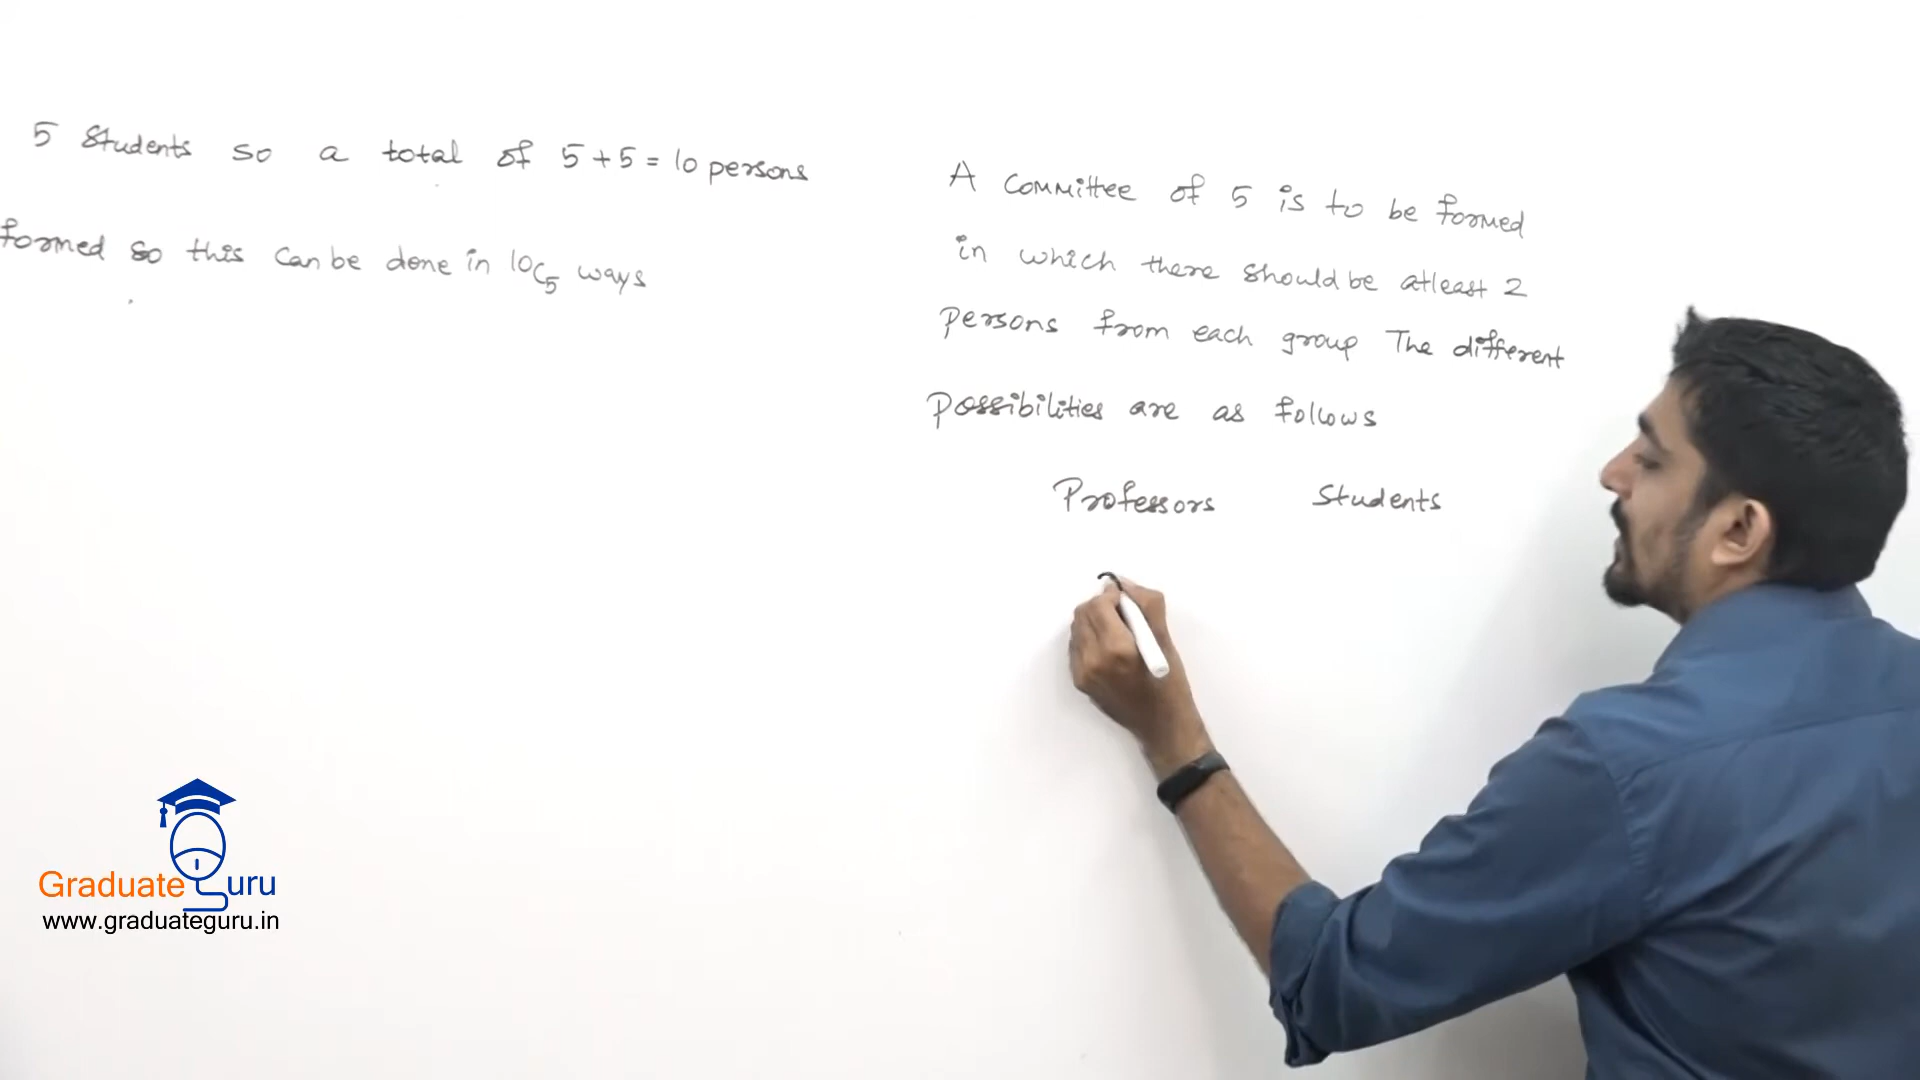 5 Students so a total of 5+5=10 persons
formed so this can be done in 10C5 ways
A committee of 5 is to be formed
in which there should be atleast 2
persons from each group The different
possibilities are as follows
Professors Students
Graduate Guru
www.graduateguru.in